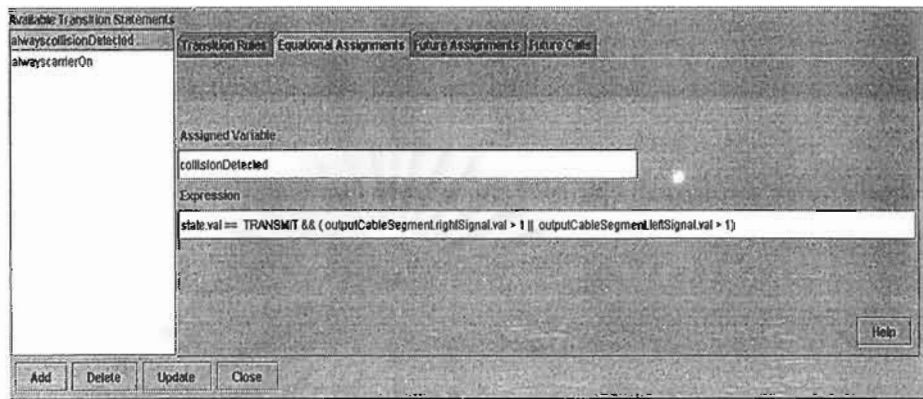 Available Transition Statements
alwayscollisionDetected
alwayscarrierOn
Transition Rules Equational Assignments Future Assignments Future Calls
Assigned Variable
collisionDetected
Expression
state.val == TRANSMIT && ( outputCableSegment.rightSignal.val > 1 || outputCableSegment.leftSignal.val > 1)
Help
Add Delete Update Close